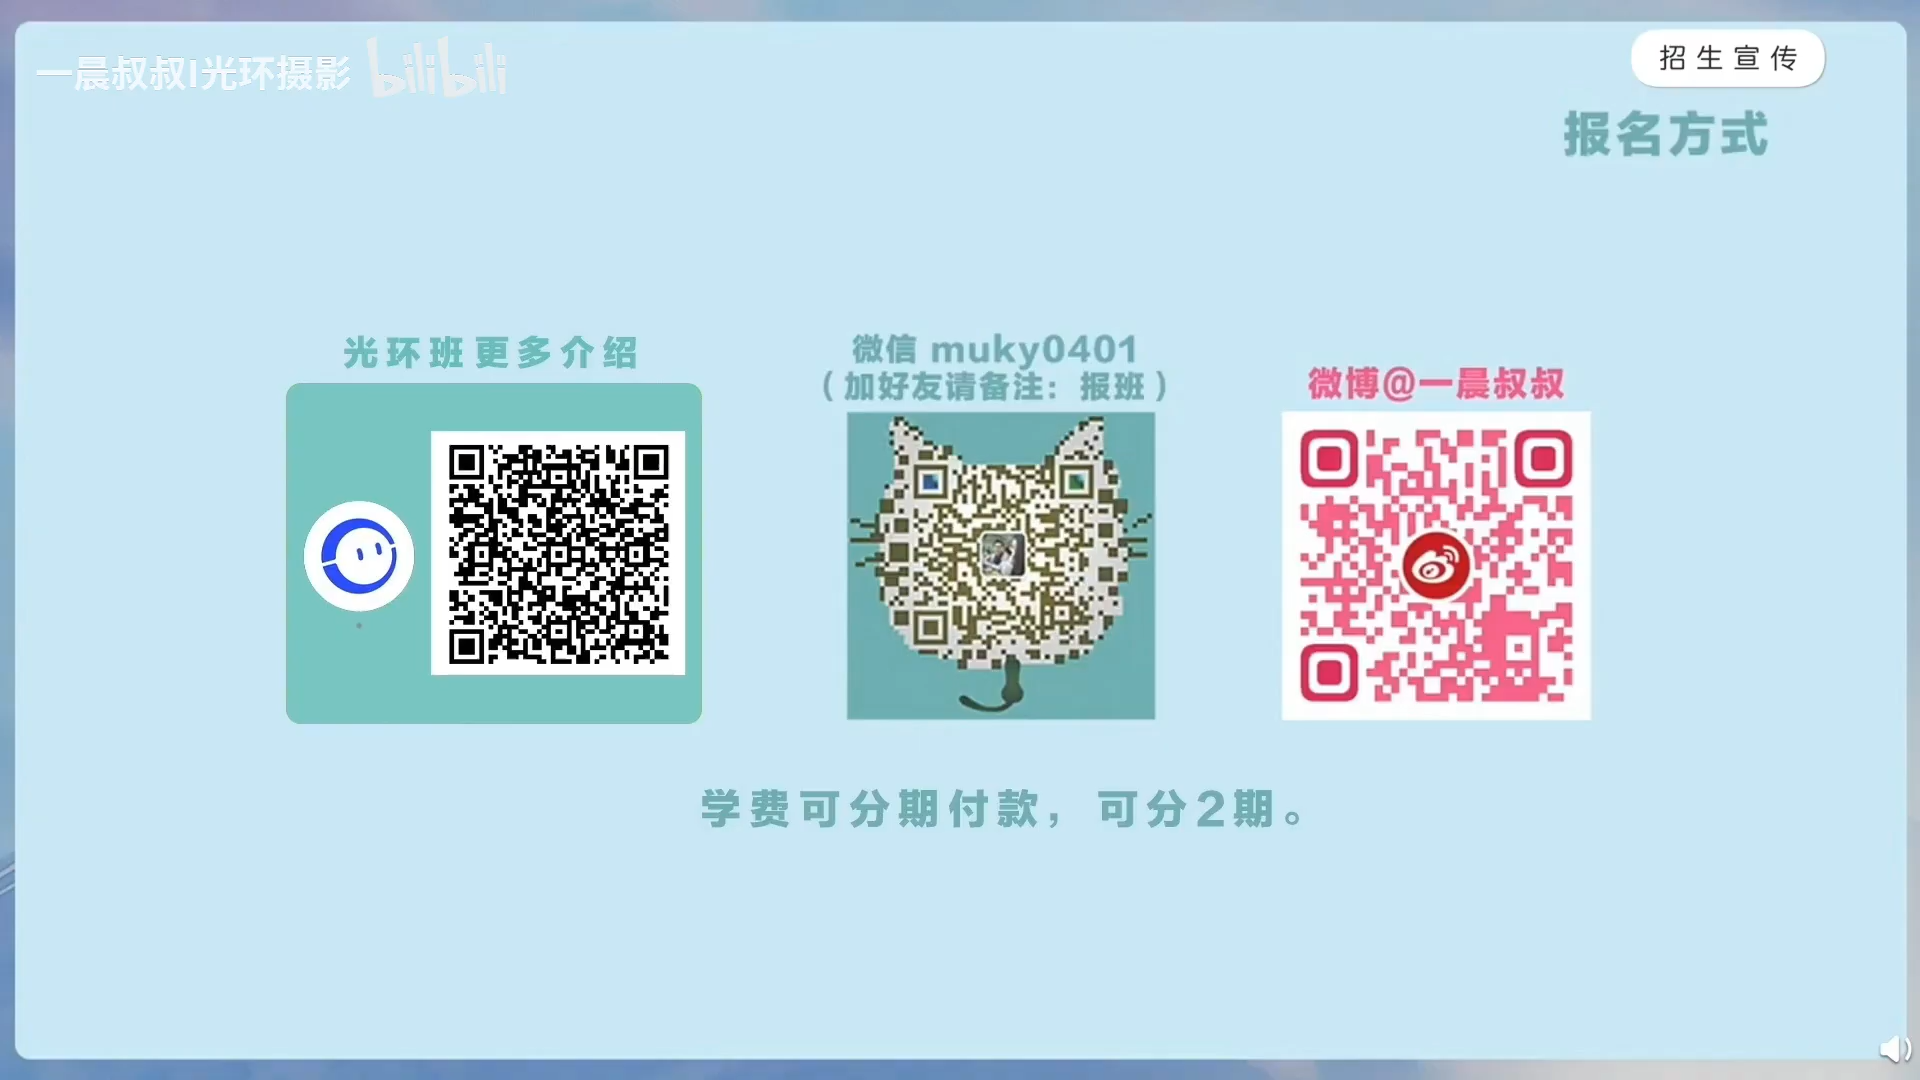 一晨叔叔|光环摄影 bilibili
招生宣传
报名方式
光环班更多介绍
微信 muky0401
（加好友请备注：报班）
微博@一晨叔叔
学费可分期付款，可分2期。